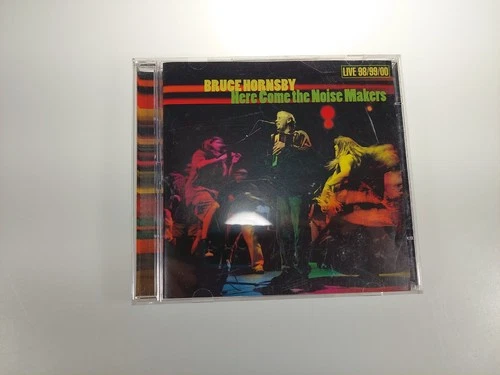 LIVE 98/99/00
BRUCE HORNSBY
Here Come the Noise Makers